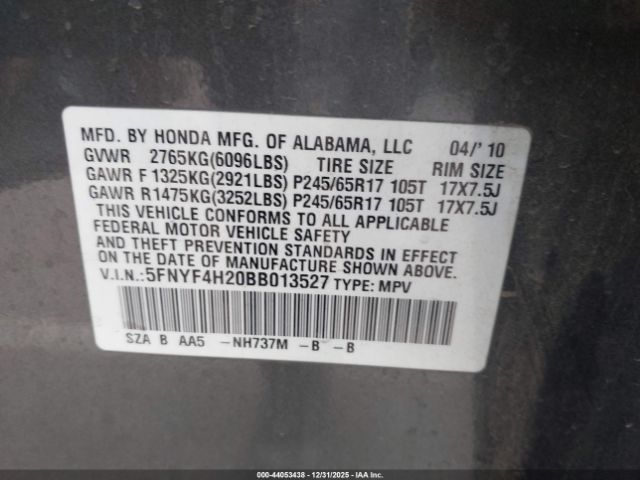 MFD. BY HONDA MFG. OF ALABAMA, LLC 04/' 10
GVWR 2765KG(6096LBS) TIRE SIZE RIM SIZE
GAWR F 1325KG(2921LBS) P245/65R17 105T 17X7.5J
GAWR R1475KG(3252LBS) P245/65R17 105T 17X7.5J
THIS VEHICLE CONFORMS TO ALL APPLICABLE
FEDERAL MOTOR VEHICLE SAFETY
AND THEFT PREVENTION STANDARDS IN EFFECT
ON THE DATE OF MANUFACTURE SHOWN ABOVE.
V.I.N.:5FNYF4H20BB013527 TYPE: MPV
SZA B AA5 -NH737M -B -B
000-44053438 - 12/31/2025 - IAA Inc.